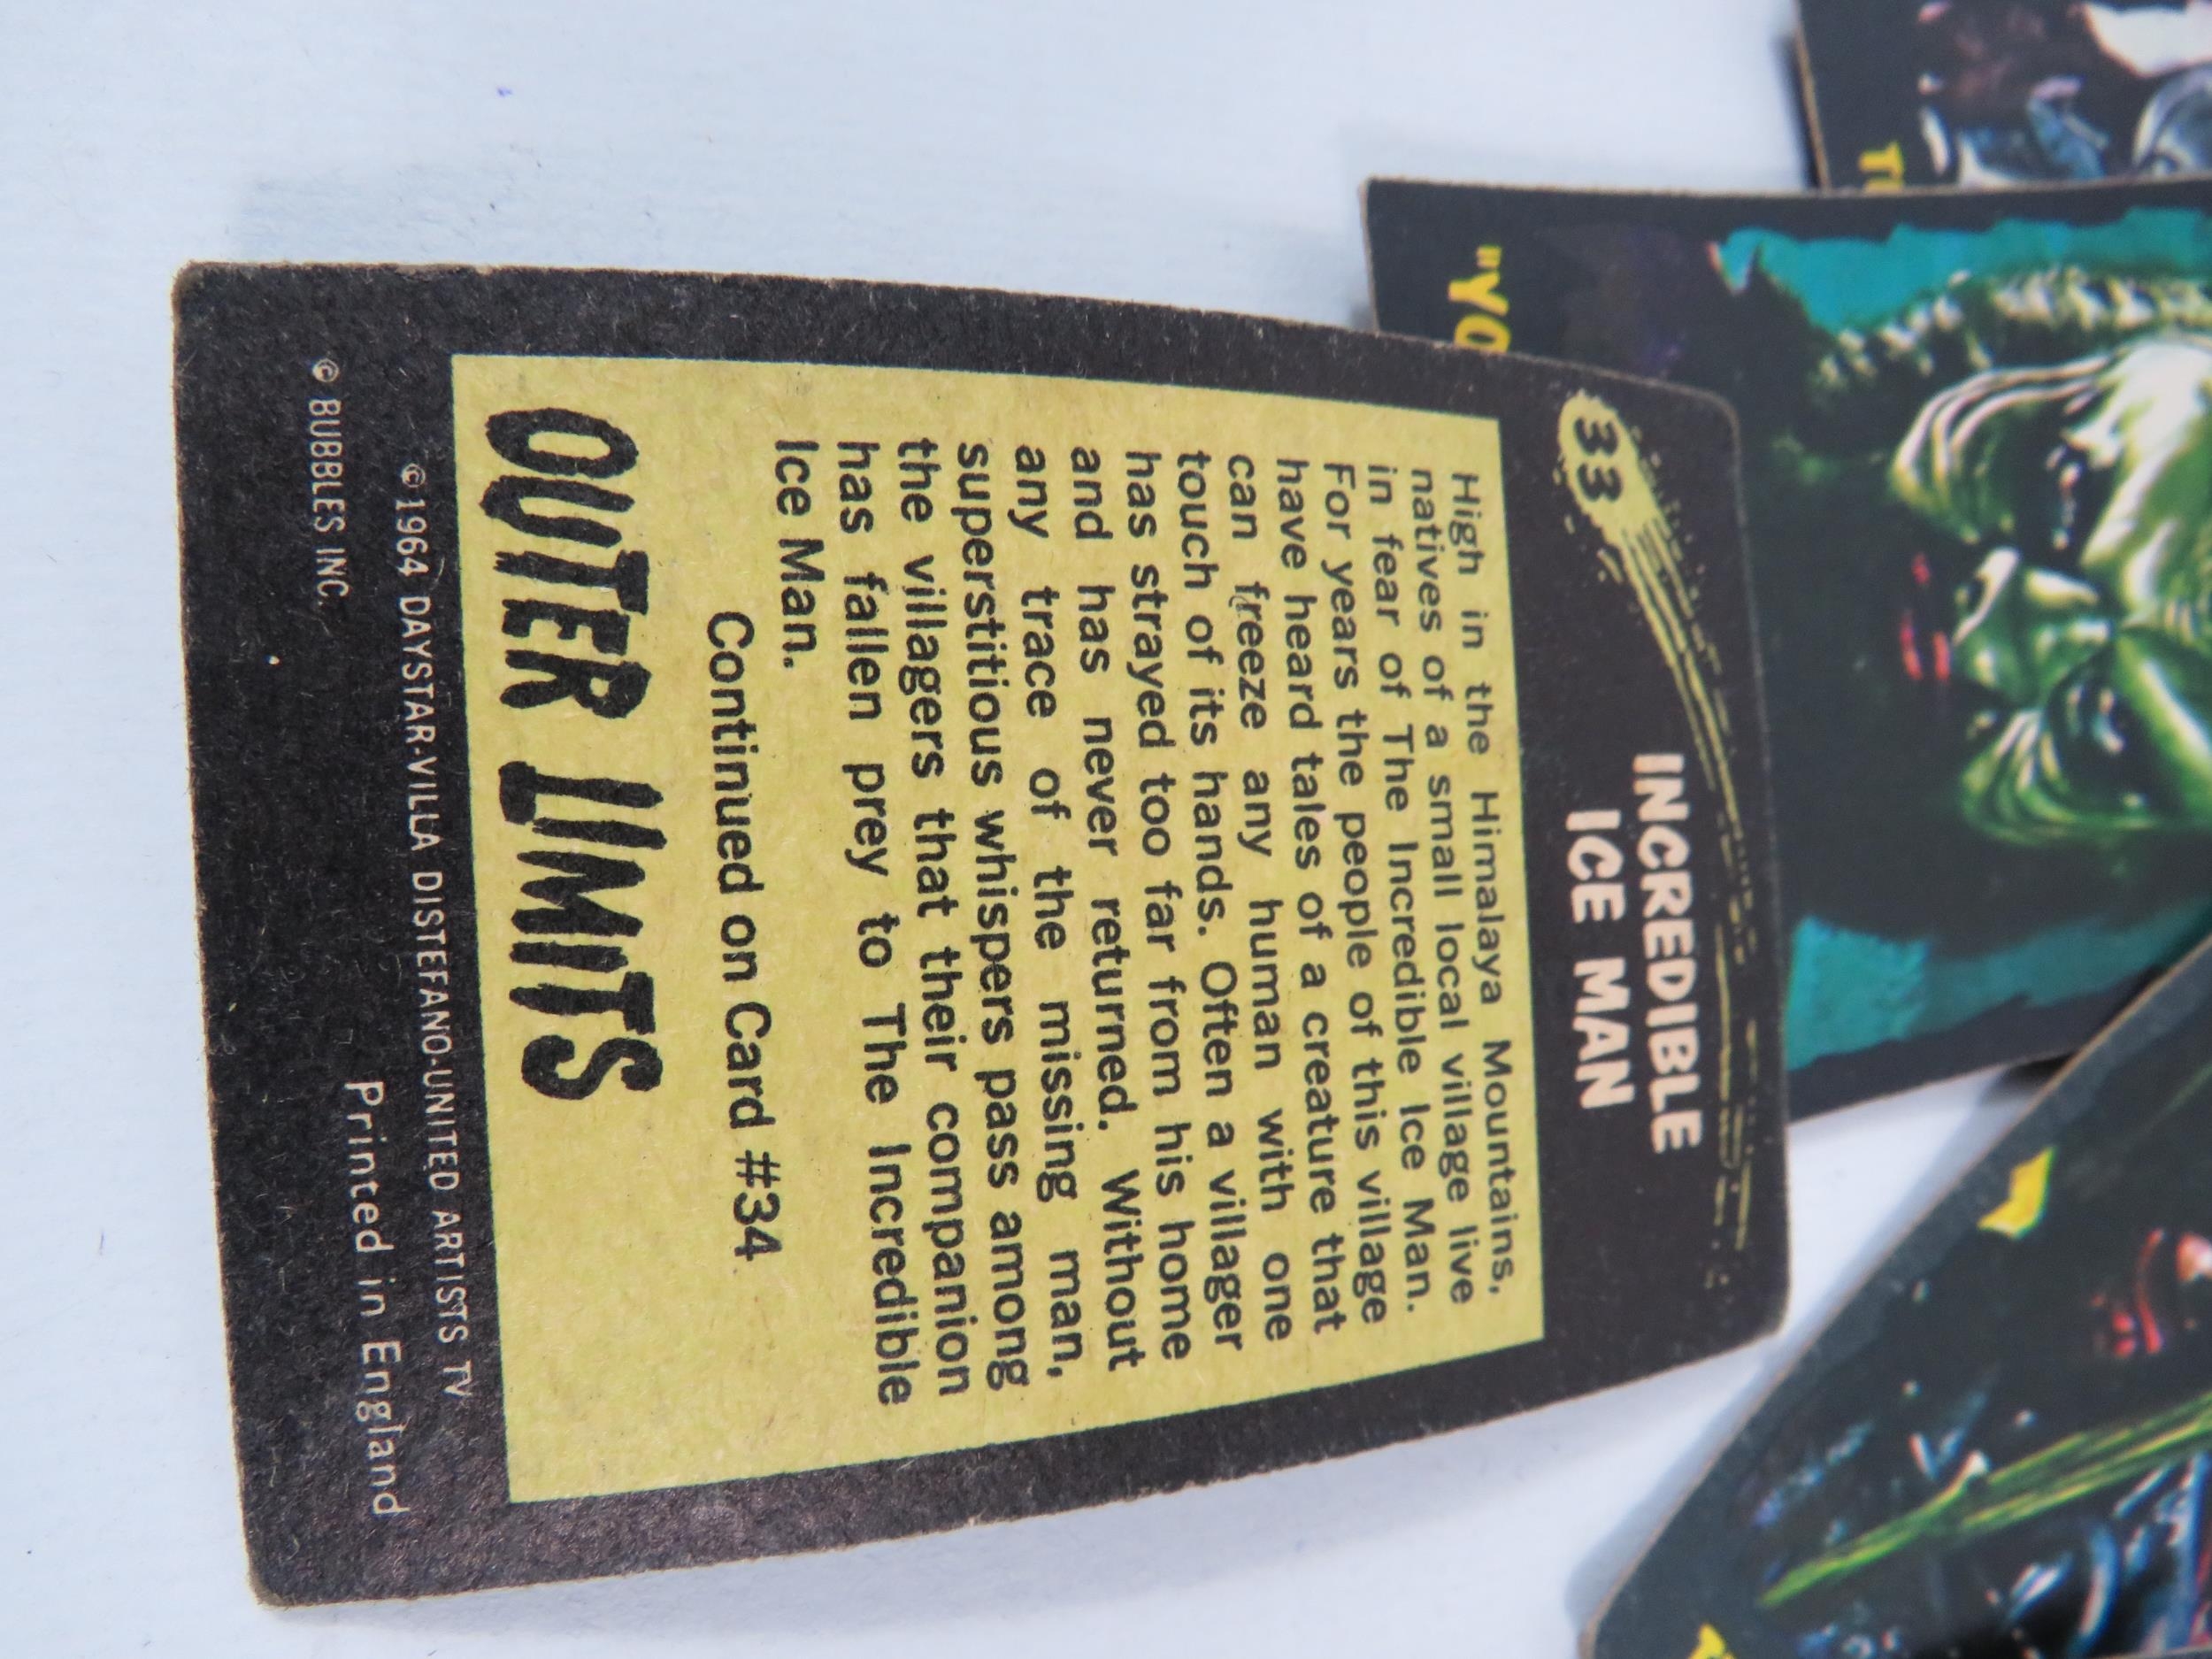 33
INCREDIBLE
ICE MAN
High in the Himalaya Mountains,
natives of a small local village live
in fear of The Incredible Ice Man.
For years the people of this village
have heard tales of a creature that
can freeze any human with one
touch of its hands. Often a villager
has strayed too far from his home
and has never returned. Without
any trace of the missing man,
superstitious whispers pass among
the villagers that their companion
has fallen prey to The Incredible
Ice Man.
Continued on Card #34
OUTER LIMITS
©1964 DAYSTAR-VILLA DISTEFANO-UNITED ARTISTS TV
© BUBBLES INC.
Printed in England
"YO